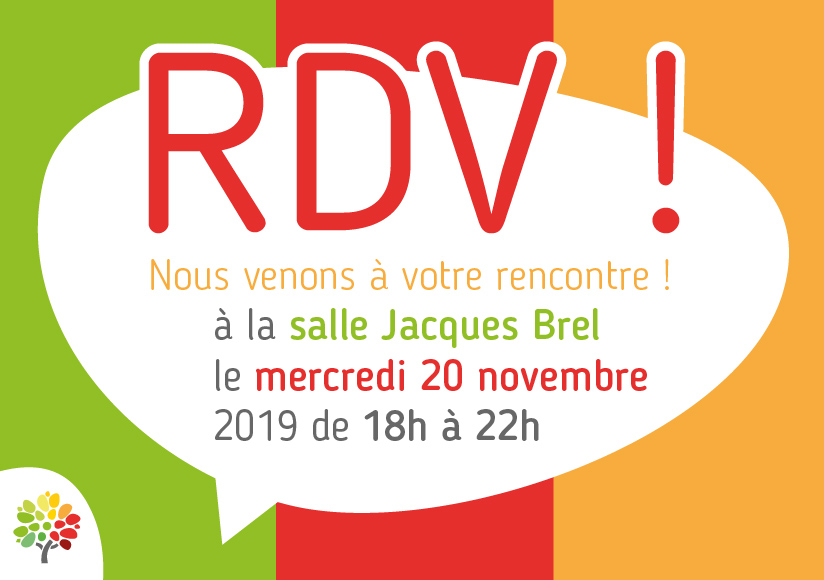 RDV !
Nous venons à votre rencontre !
à la salle Jacques Brel
le mercredi 20 novembre
2019 de 18h à 22h